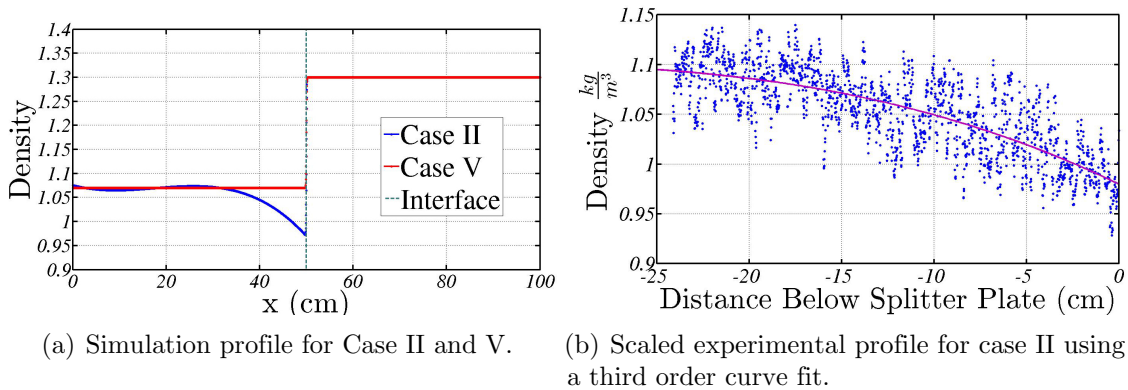 1.4
1.35
1.3
1.25
1.2
1.15
1.1
1.05
1
0.95
0.9
Density
0 20 40 60 80 100
x (cm)
Case II
Case V
Interface
(a) Simulation profile for Case II and V.
1.15
1.1
1.05
1
0.95
0.9
Density kg/m³
-25 -20 -15 -10 -5 0
Distance Below Splitter Plate (cm)
(b) Scaled experimental profile for case II using
a third order curve fit.